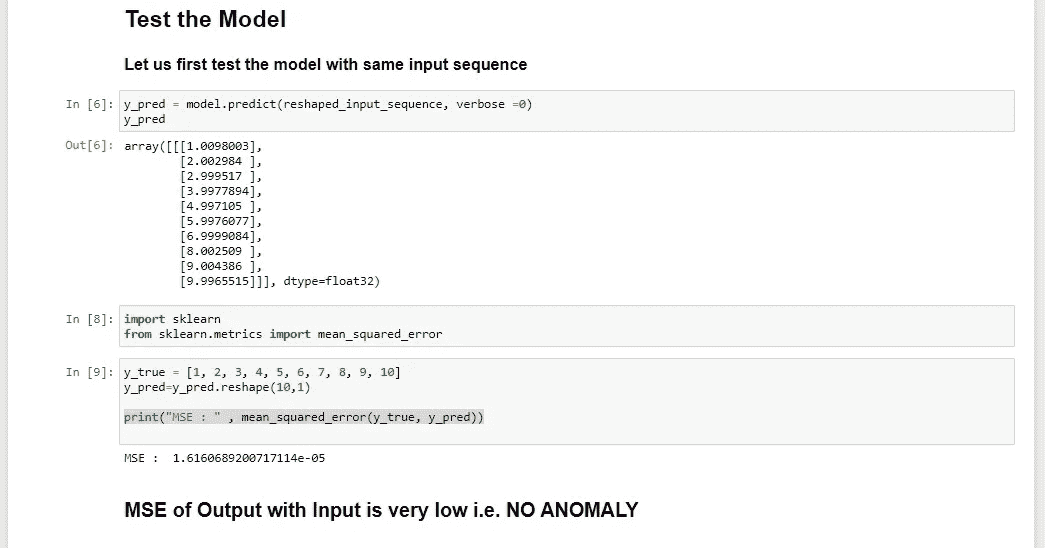 Test the Model
Let us first test the model with same input sequence
In [6]: y_pred = model.predict(reshaped_input_sequence, verbose =0)
y_pred
Out[6]: array([[[1.0098003],
[2.002984 ],
[2.999517 ],
[3.9977894],
[4.997105 ],
[5.9976077],
[6.9999084],
[8.002509 ],
[9.004386 ],
[9.9965515]]], dtype=float32)
In [8]: import sklearn
from sklearn.metrics import mean_squared_error
In [9]: y_true = [1, 2, 3, 4, 5, 6, 7, 8, 9, 10]
y_pred=y_pred.reshape(10,1)
print("MSE : " , mean_squared_error(y_true, y_pred))
MSE :  1.6160689200717114e-05
MSE of Output with Input is very low i.e. NO ANOMALY